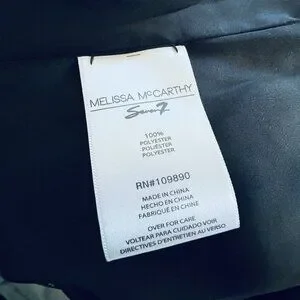 MELISSA McCARTHY
Seven7
100%
POLYESTER
POLIÉSTER
POLYESTER
RN#109890
MADE IN CHINA
HECHO EN CHINA
FABRIQUÉ EN CHINE
OVER FOR CARE
VOLTEAR PARA CUIDADO VOIR
DIRECTIVES D'ENTRETIEN AU VERSO